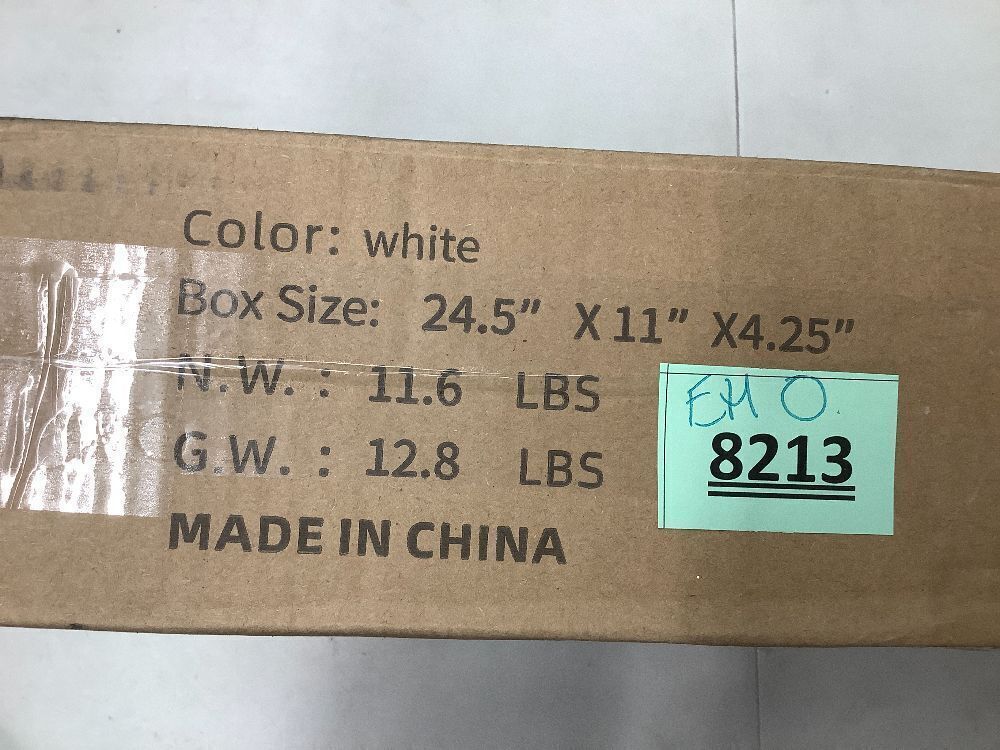 Color: white
Box Size: 24.5" X 11" X4.25"
N.W. : 11.6 LBS
G.W. : 12.8 LBS
MADE IN CHINA
EM O.
8213